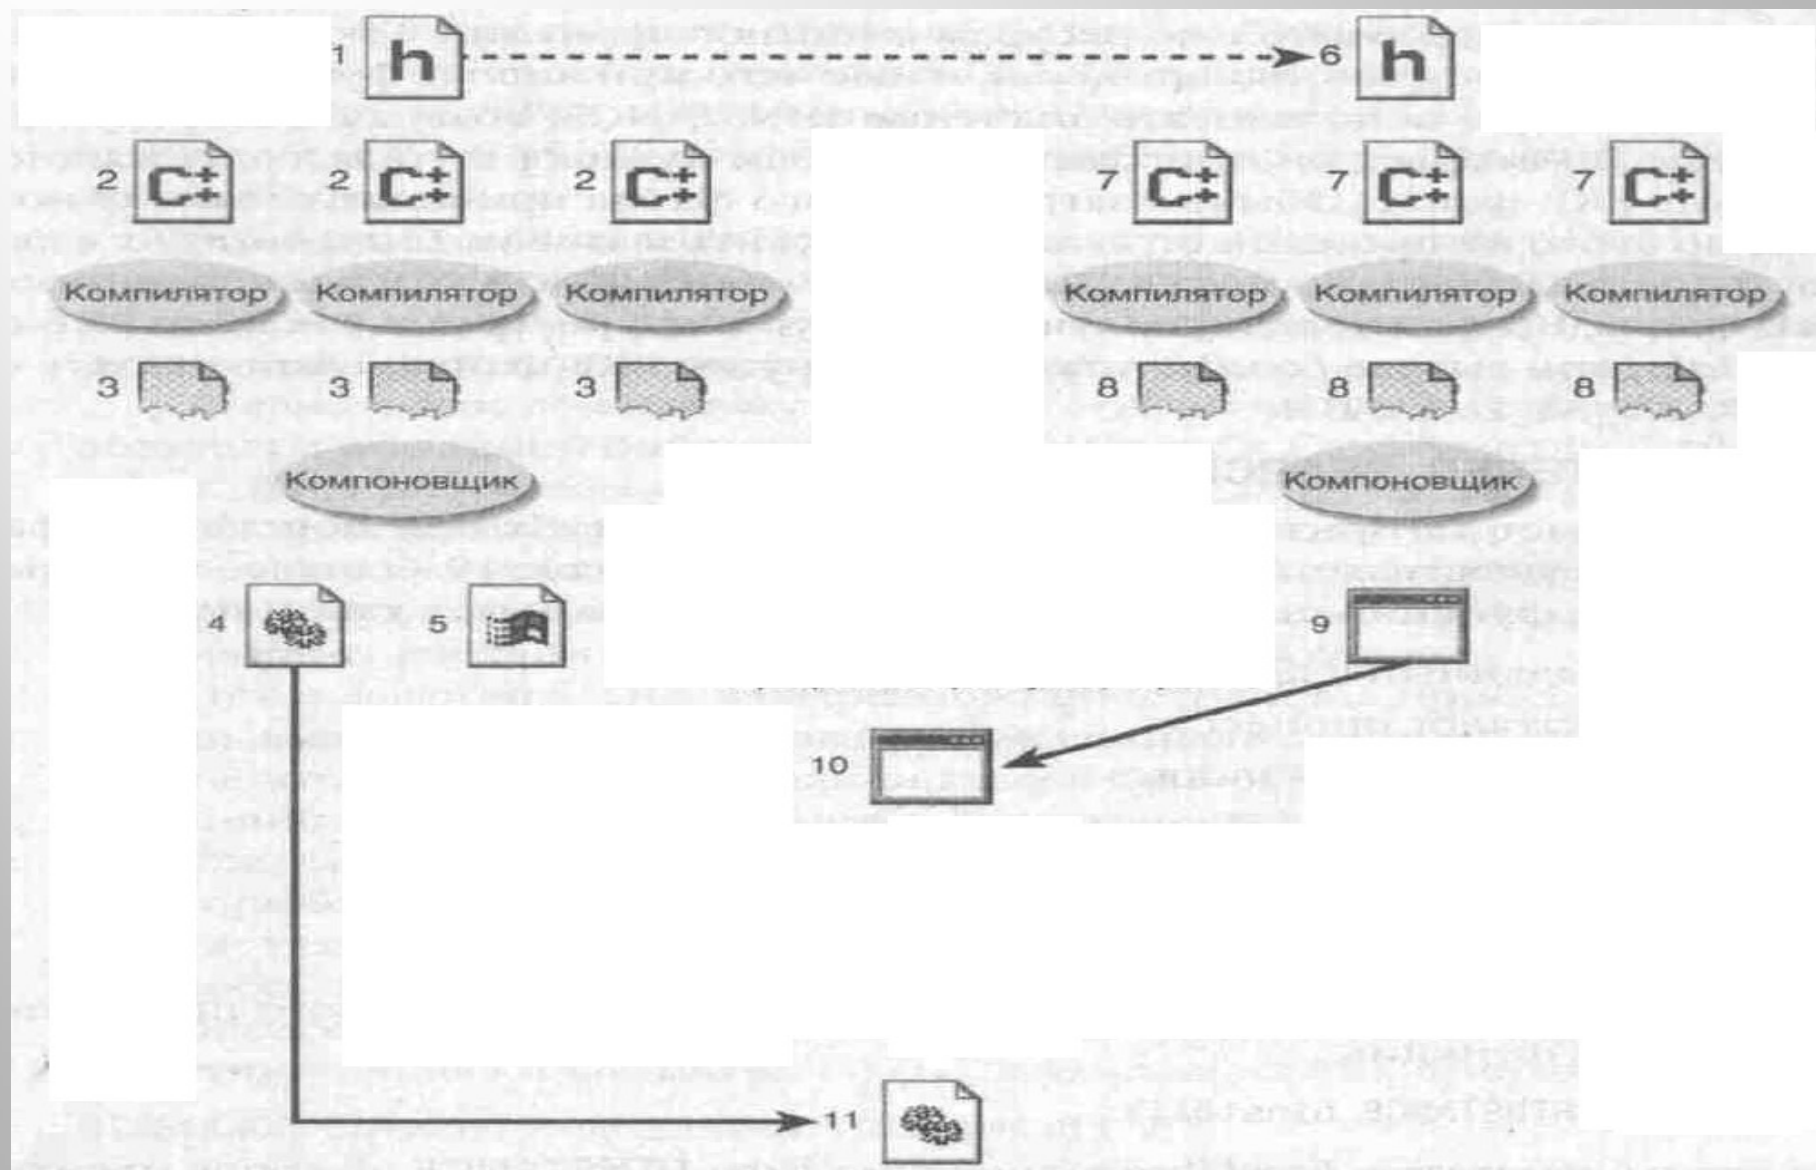 1 h 6 h
2 C++ 2 C++ 2 C++ 7 C++ 7 C++ 7 C++
Компилятор Компилятор Компилятор Компилятор Компилятор Компилятор
3 3 3 8 8 8
Компоновщик Компоновщик
4 5 9
10
11